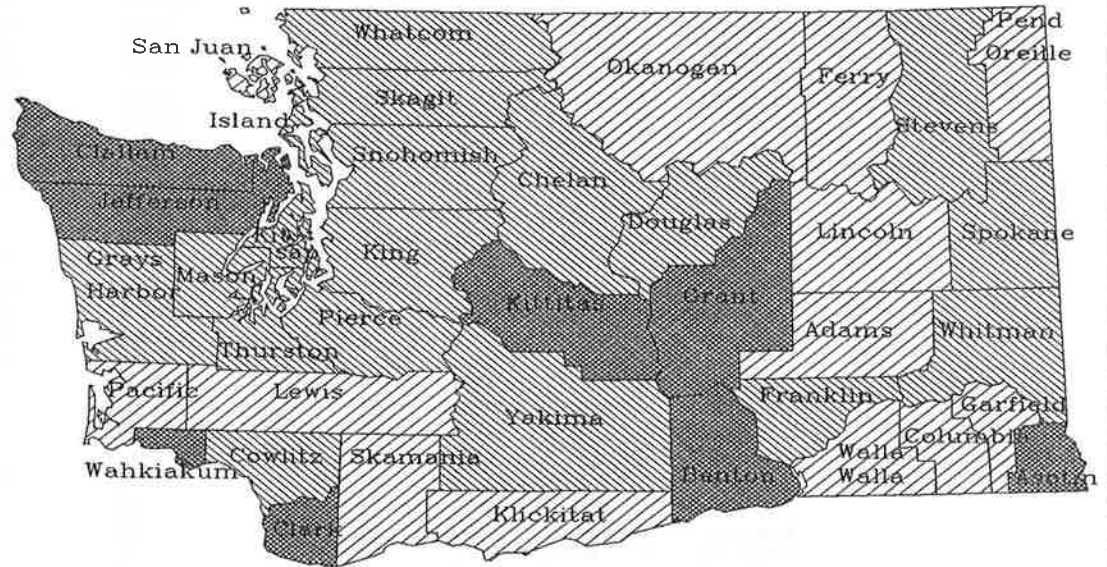 Whatcom
San Juan
Pend
Oreille
Okanogan
Ferry
Skagit
Island
Stevens
Clallam
Snohomish
Chelan
Jefferson
Douglas
Lincoln
Spokane
Kitsap
King
Grays
Harbor
Mason
Kittitas
Grant
Pierce
Adams
Whitman
Thurston
Pacific
Lewis
Franklin
Garfield
Yakima
Columbia
Wahkiakum
Cowlitz
Skamania
Walla
Walla
Benton
Asotin
Klickitat
Clark